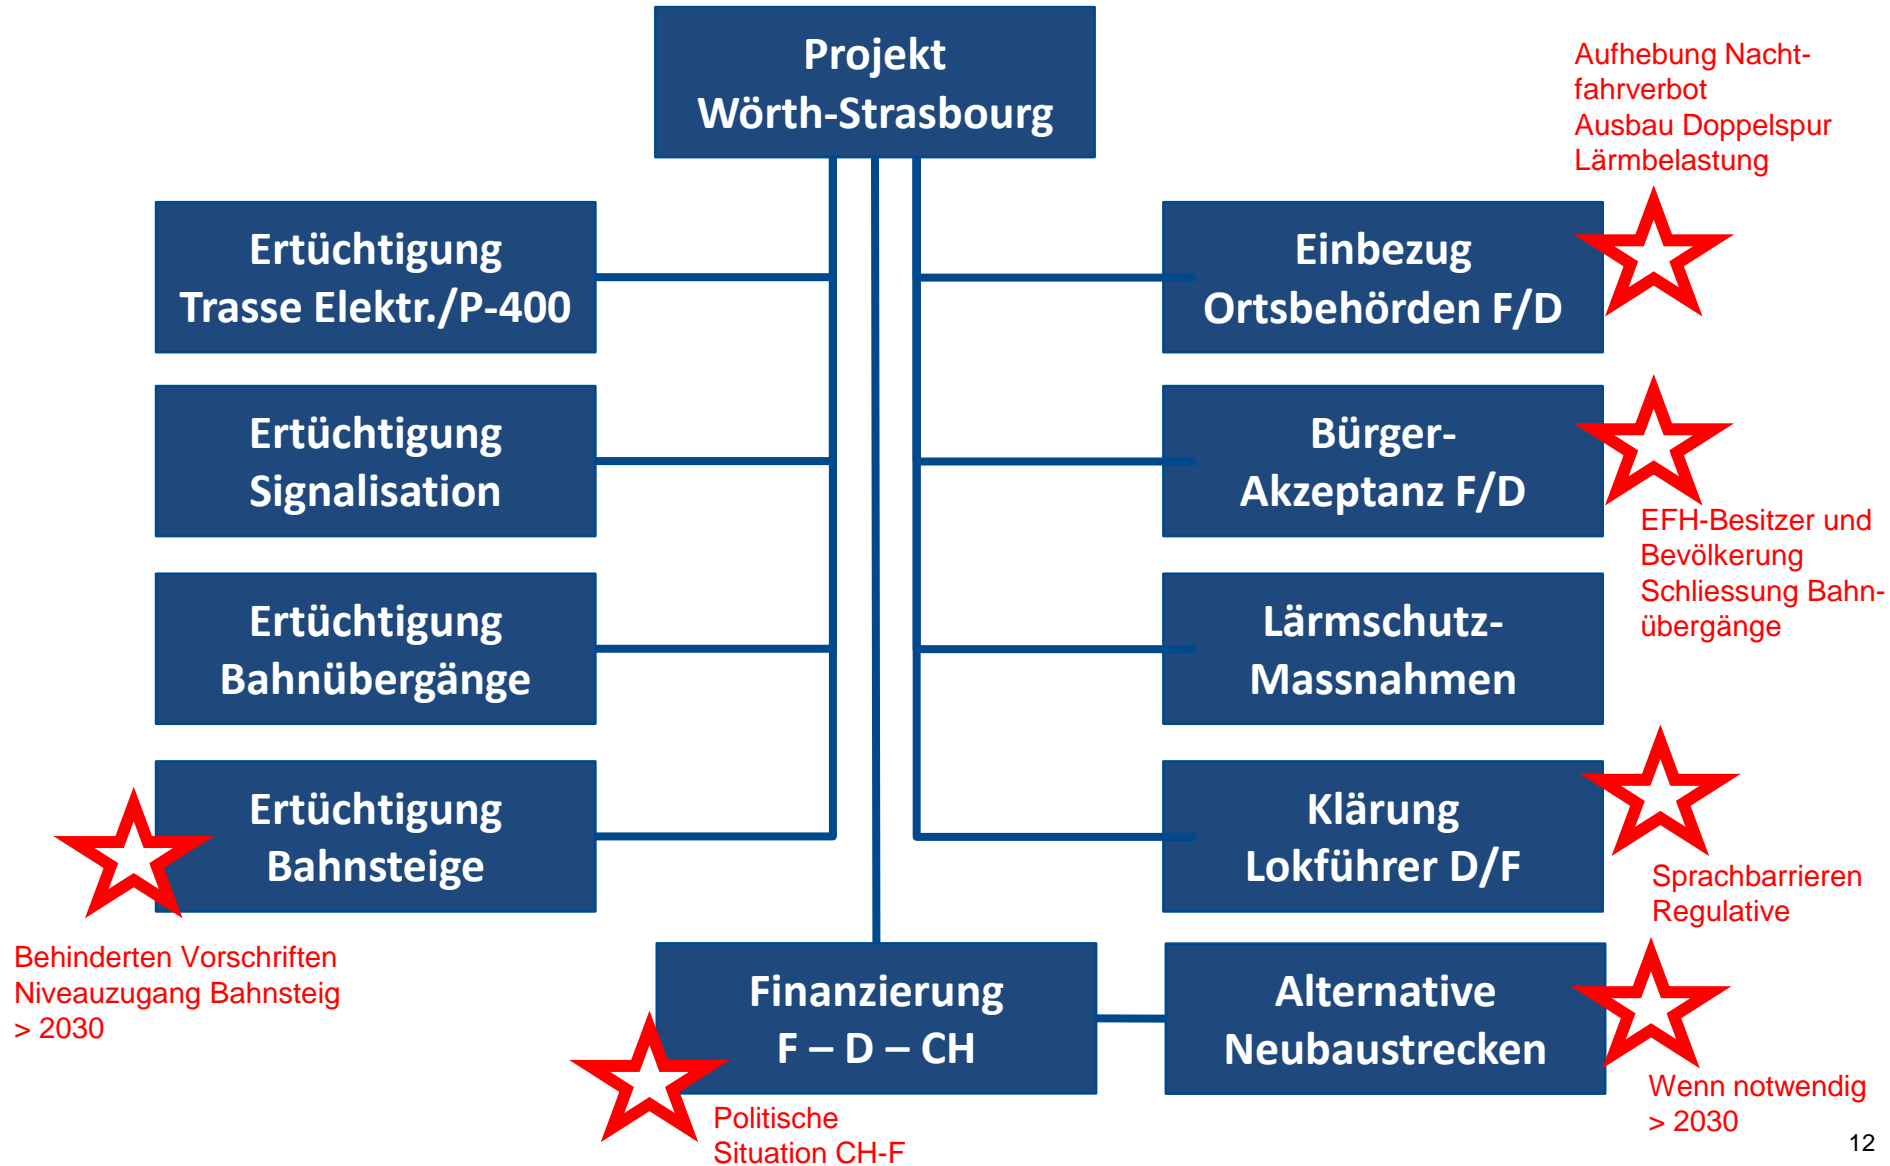 Projekt
Wörth-Strasbourg
Aufhebung Nacht-
fahrverbot
Ausbau Doppelspur
Lärmbelastung
Ertüchtigung
Trasse Elektr./P-400
Einbezug
Ortsbehörden F/D
Ertüchtigung
Signalisation
Bürger-
Akzeptanz F/D
EFH-Besitzer und
Bevölkerung
Schliessung Bahn-
übergänge
Ertüchtigung
Bahnübergänge
Lärmschutz-
Massnahmen
Ertüchtigung
Bahnsteige
Klärung
Lokführer D/F
Sprachbarrieren
Regulative
Behinderten Vorschriften
Niveauzugang Bahnsteig
> 2030
Finanzierung
F – D – CH
Alternative
Neubaustrecken
Politische
Situation CH-F
Wenn notwendig
> 2030
12